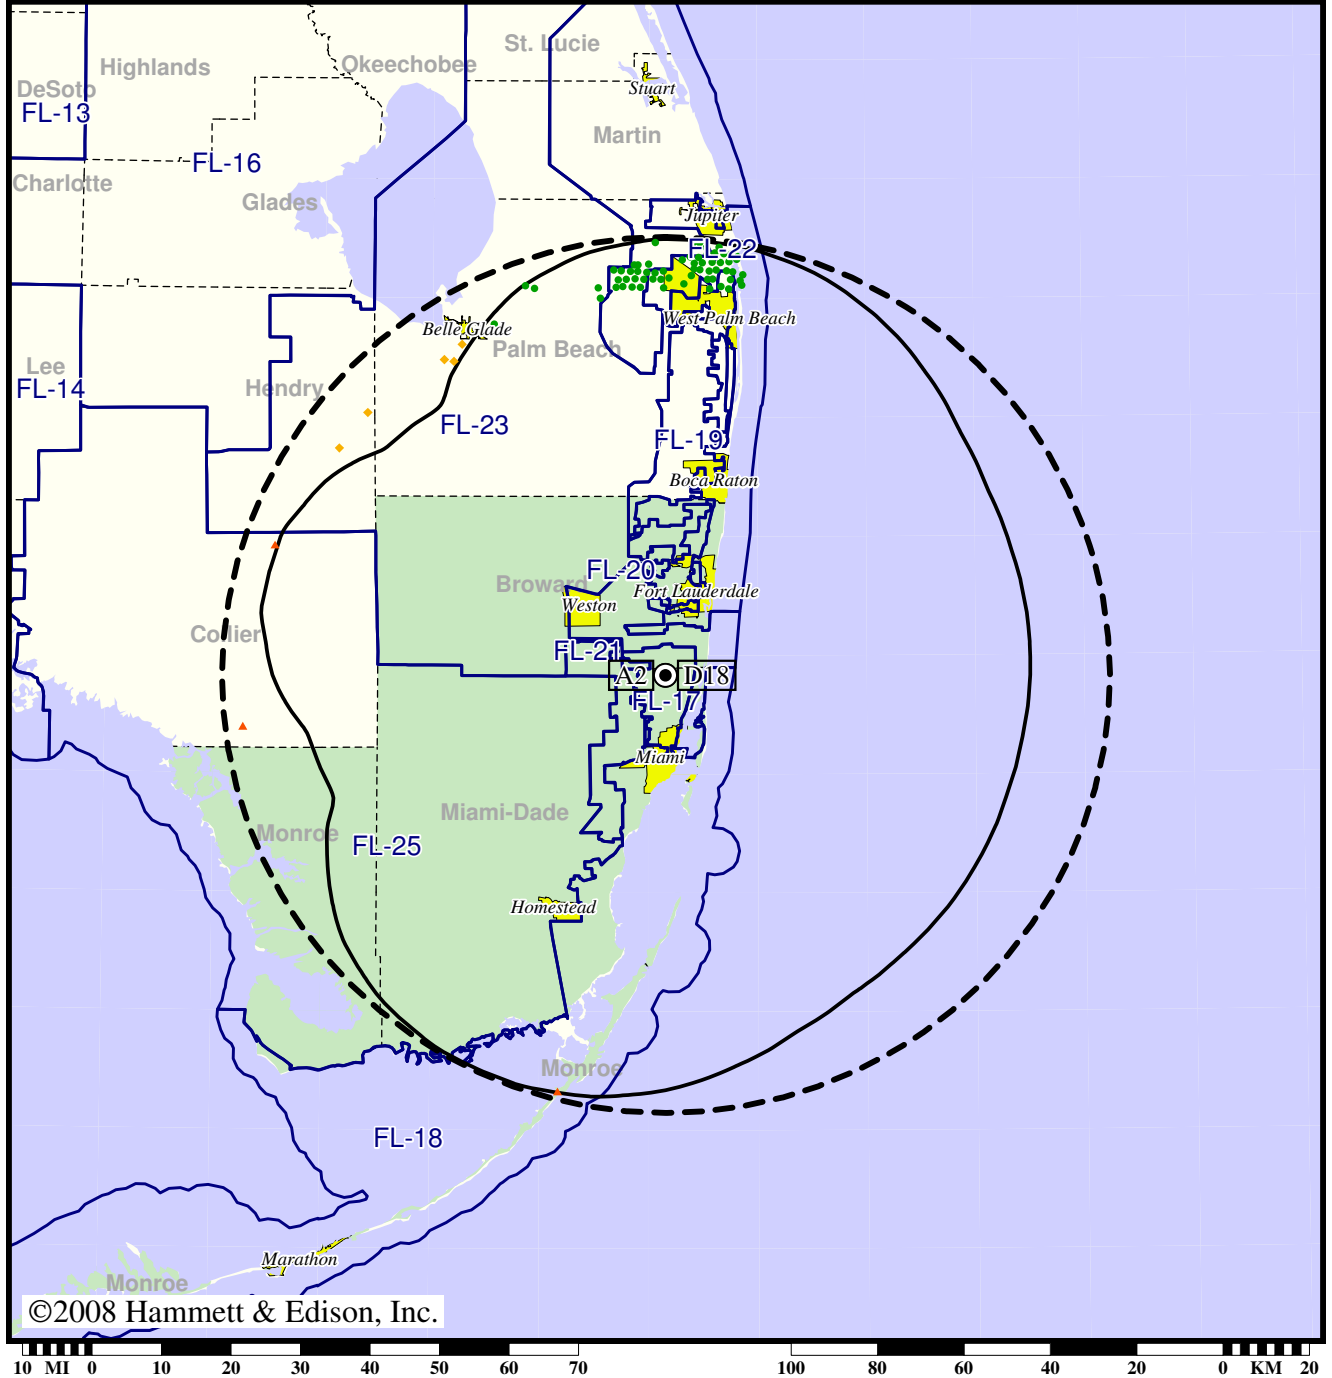 St. Lucie
Highlands
Okeechobee
DeSoto
Stuart
FL-13
Martin
FL-16
Charlotte
Glades
Jupiter
FL-22
West Palm Beach
Belle Glade
Palm Beach
Lee
FL-14
Hendry
FL-23
FL-19
Boca Raton
FL-20
Broward
Fort Lauderdale
Weston
Collier
FL-21
A2
D18
FL-17
Miami
Miami-Dade
Monroe
FL-25
Homestead
Monroe
FL-18
Marathon
Monroe
©2008 Hammett & Edison, Inc.
10 MI 0 10 20 30 40 50 60 70 100 80 60 40 20 0 KM 20